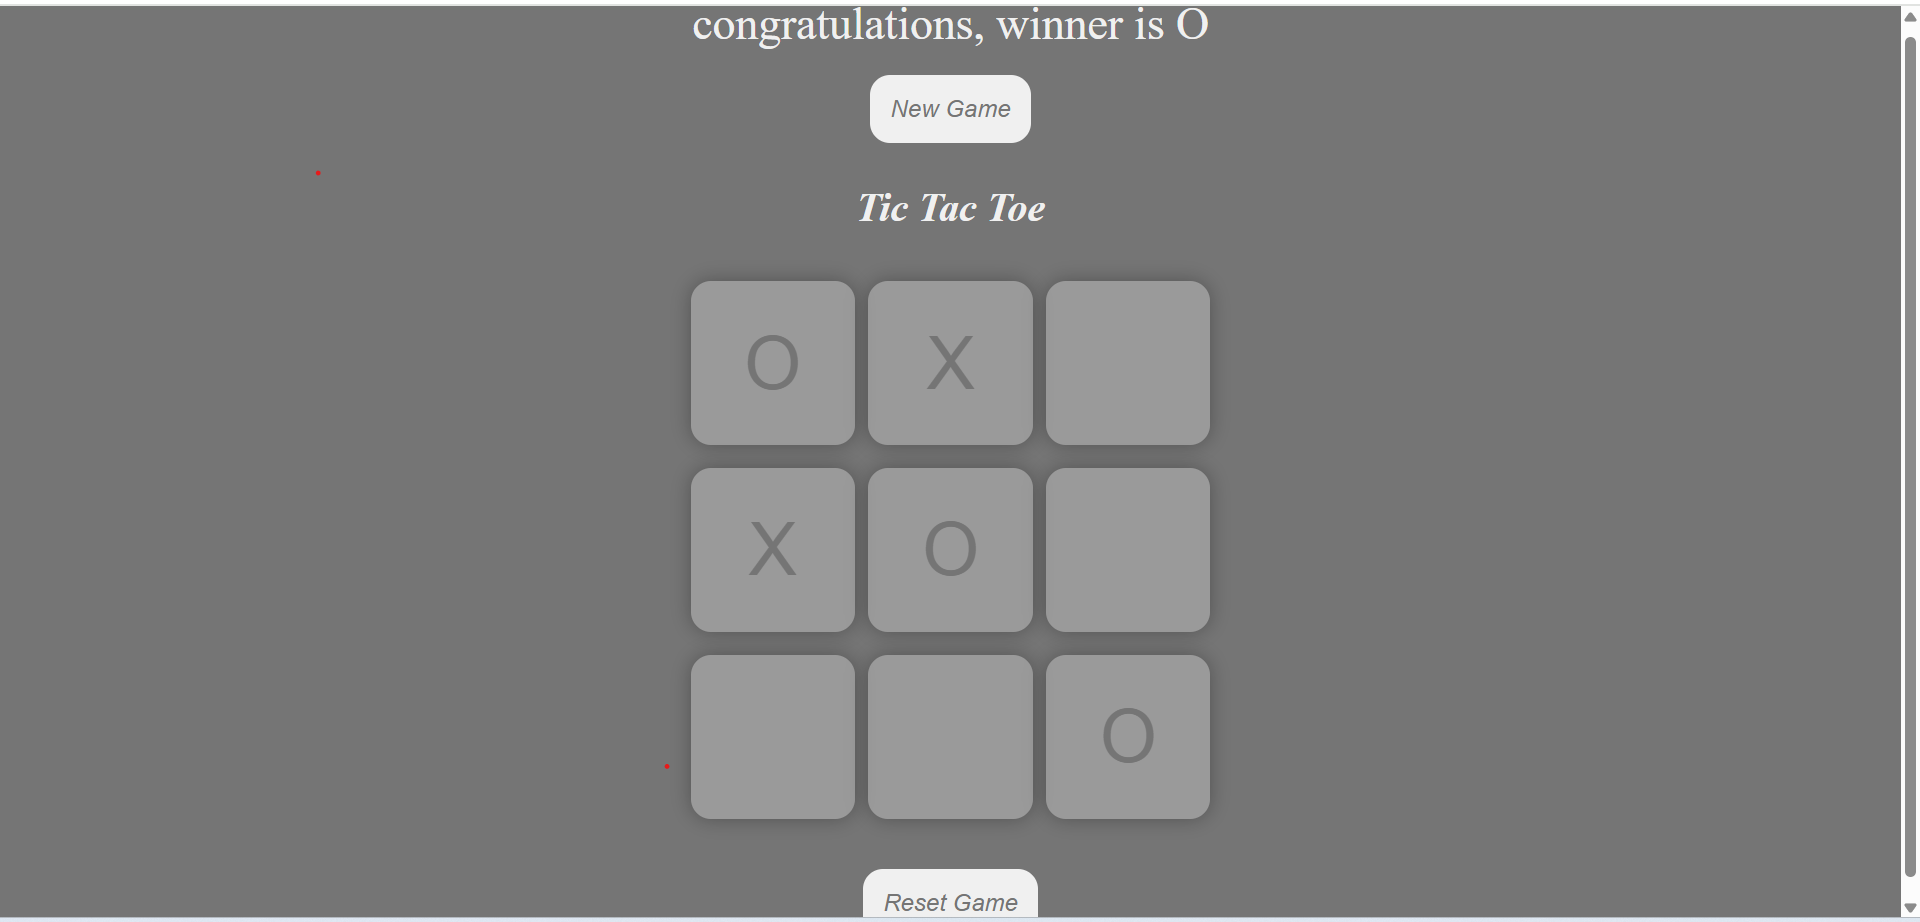 congratulations, winner is O
New Game
Tic Tac Toe
O X
X O
O
Reset Game